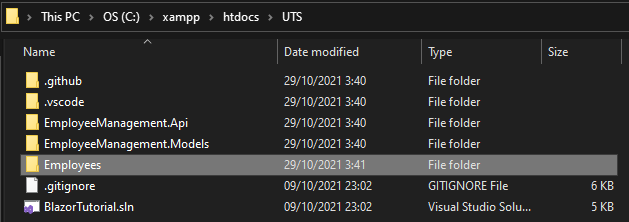 This PC > OS (C:) > xampp > htdocs > UTS
Name Date modified Type Size
.github 29/10/2021 3:40 File folder
.vscode 29/10/2021 3:40 File folder
EmployeeManagement.Api 29/10/2021 3:40 File folder
EmployeeManagement.Models 29/10/2021 3:40 File folder
Employees 29/10/2021 3:41 File folder
.gitignore 09/10/2021 23:02 GITIGNORE File 6 KB
BlazorTutorial.sln 09/10/2021 23:02 Visual Studio Solu... 5 KB